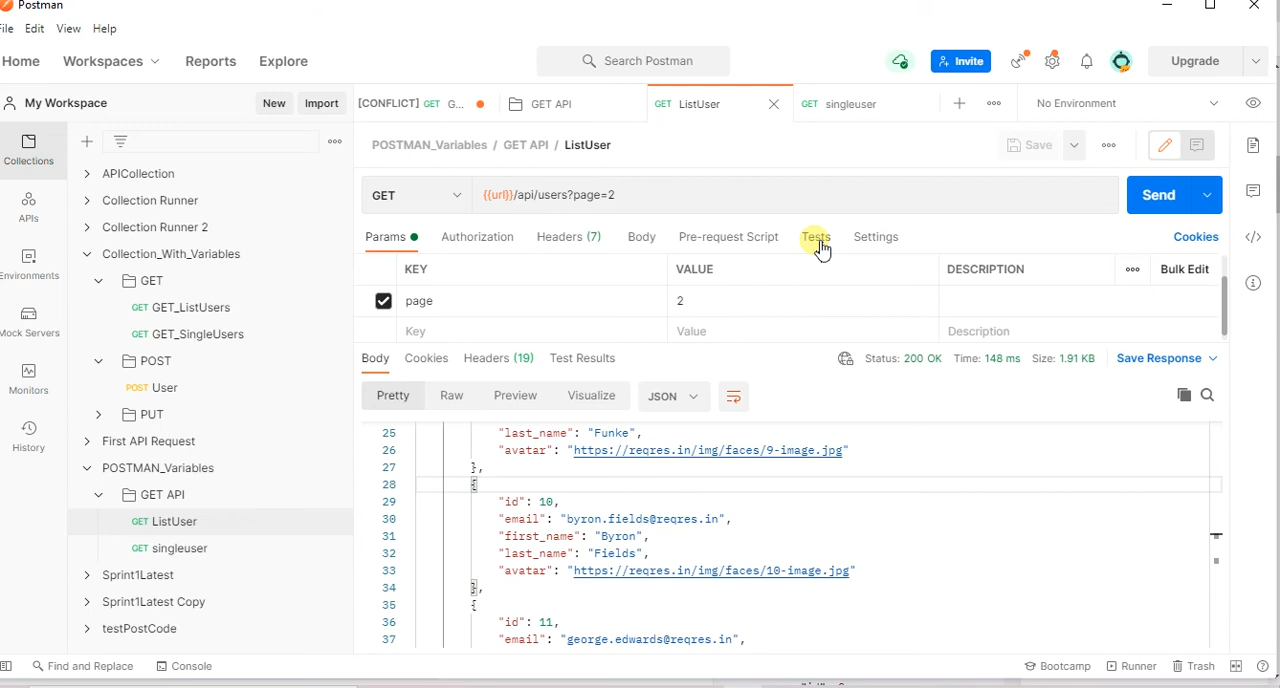 Postman
File Edit View Help
Home Workspaces Reports Explore Search Postman Invite Upgrade
My Workspace New Import [CONFLICT] GET G... GET API GET ListUser GET singleuser No Environment
Collections
APIs
Environments
Mock Servers
Monitors
History
APICollection
Collection Runner
Collection Runner 2
Collection_With_Variables
GET
GET GET_ListUsers
GET GET_SingleUsers
POST
POST User
PUT
First API Request
POSTMAN_Variables
GET API
GET ListUser
GET singleuser
Sprint1Latest
Sprint1Latest Copy
testPostCode
POSTMAN_Variables / GET API / ListUser Save
GET {{url}}/api/users?page=2 Send
Params Authorization Headers (7) Body Pre-request Script Tests Settings Cookies
KEY VALUE DESCRIPTION Bulk Edit
page 2
Key Value Description
Body Cookies Headers (19) Test Results Status: 200 OK Time: 148 ms Size: 1.91 KB Save Response
Pretty Raw Preview Visualize JSON
25 "last_name": "Funke",
26 "avatar": "https://reqres.in/img/faces/9-image.jpg"
27 },
28 {
29 "id": 10,
30 "email": "byron.fields@reqres.in",
31 "first_name": "Byron",
32 "last_name": "Fields",
33 "avatar": "https://reqres.in/img/faces/10-image.jpg"
34 },
35 {
36 "id": 11,
37 "email": "george.edwards@reqres.in",
Find and Replace Console Bootcamp Runner Trash